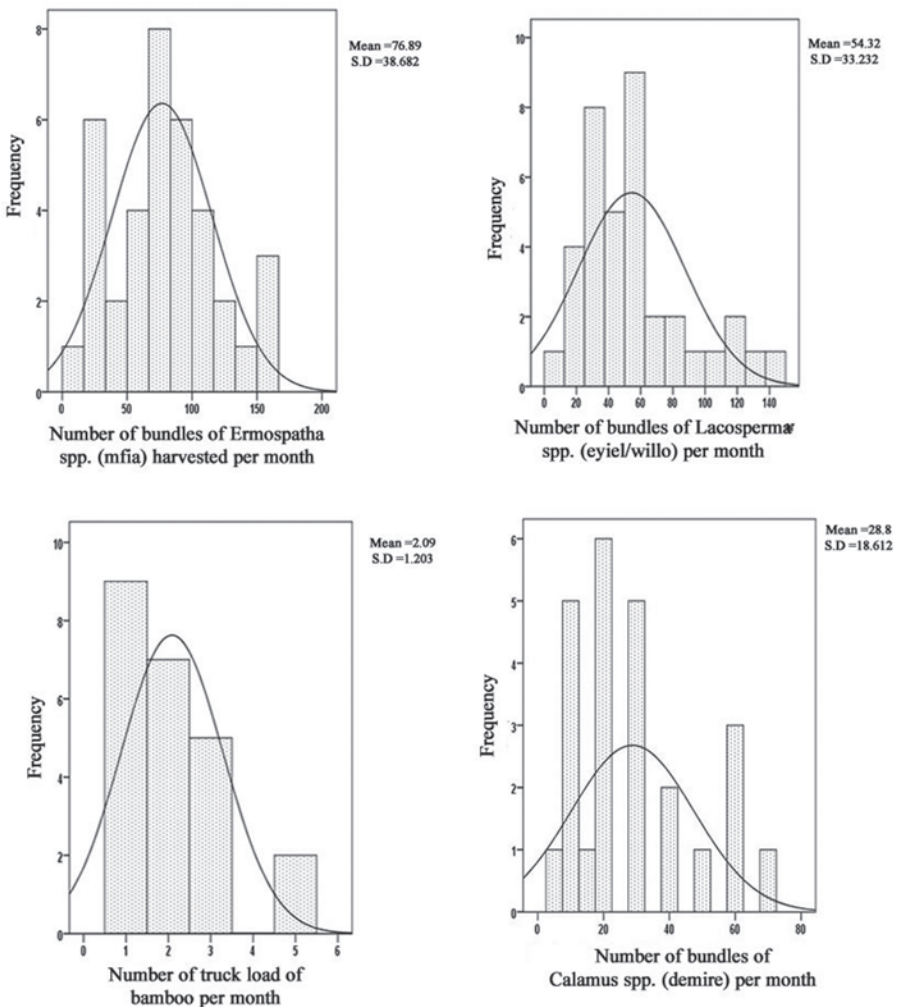 Mean =76.89
S.D =38.682
Frequency
8
6
4
2
0
0 50 100 150 200
Number of bundles of Ermospatha
spp. (mfia) harvested per month
Mean =54.32
S.D =33.232
Frequency
10
8
6
4
2
0
0 20 40 60 80 100 120 140
Number of bundles of Lacosperma
spp. (eyiel/willo) per month
Mean =2.09
S.D =1.203
Frequency
10
8
6
4
2
0
0 1 2 3 4 5 6
Number of truck load of
bamboo per month
Mean =28.8
S.D =18.612
Frequency
6
5
4
3
2
1
0
0 20 40 60 80
Number of bundles of
Calamus spp. (demire) per month